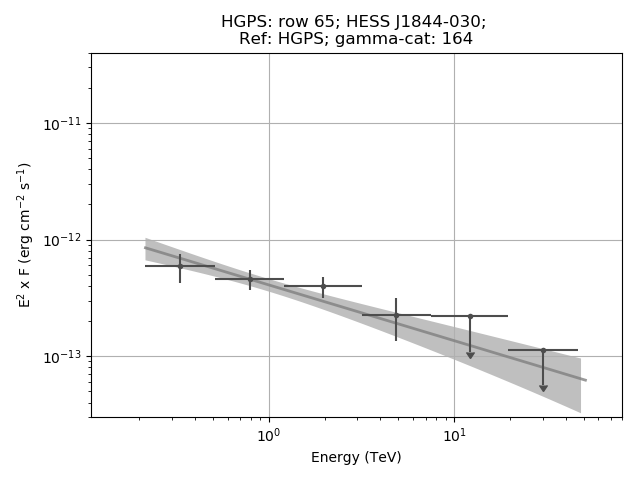 HGPS: row 65; HESS J1844-030;
Ref: HGPS; gamma-cat: 164
E² x F (erg cm⁻² s⁻¹)
10⁻¹¹
10⁻¹²
10⁻¹³
10⁰ 10¹
Energy (TeV)